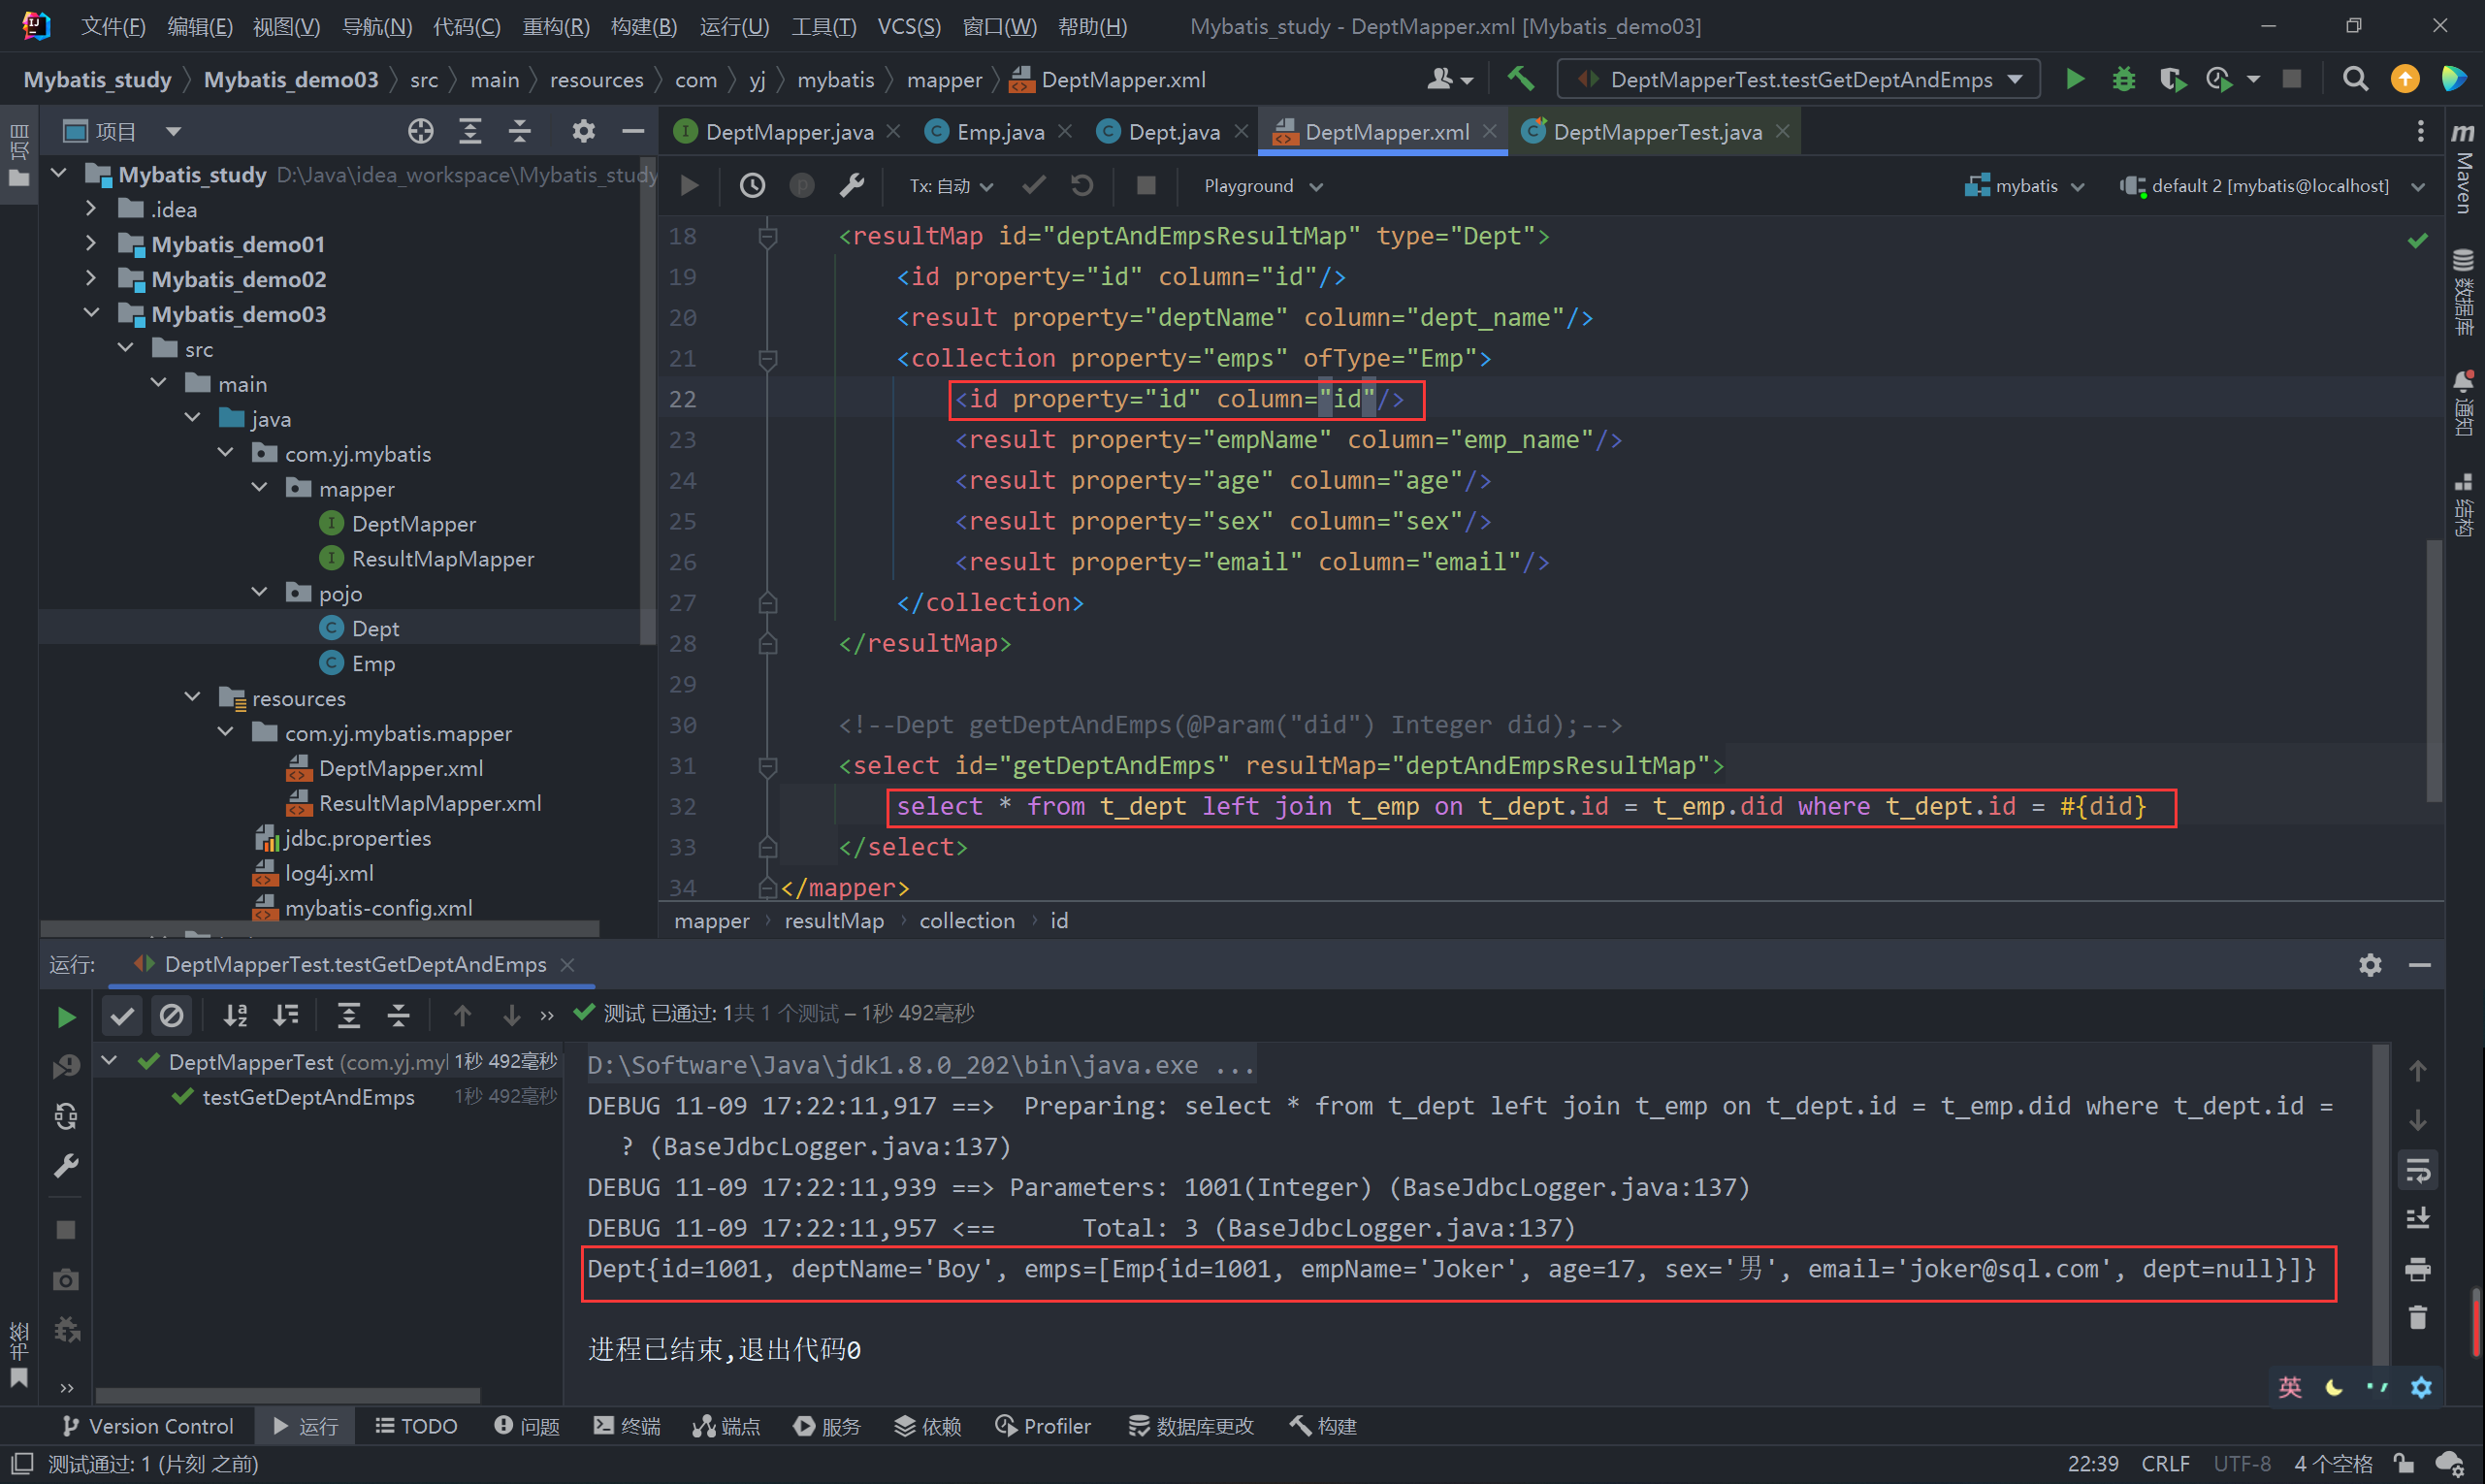 文件(F) 编辑(E) 视图(V) 导航(N) 代码(C) 重构(R) 构建(B) 运行(U) 工具(T) VCS(S) 窗口(W) 帮助(H) Mybatis_study - DeptMapper.xml [Mybatis_demo03]
Mybatis_study Mybatis_demo03 src main resources com yj mybatis mapper DeptMapper.xml DeptMapperTest.testGetDeptAndEmps
项目
项目
DeptMapper.java Emp.java Dept.java DeptMapper.xml DeptMapperTest.java
Tx: 自动 Playground mybatis default 2 [mybatis@localhost]
Mybatis_study D:\Java\idea_workspace\Mybatis_study
.idea
Mybatis_demo01
Mybatis_demo02
Mybatis_demo03
src
main
java
com.yj.mybatis
mapper
DeptMapper
ResultMapMapper
pojo
Dept
Emp
resources
com.yj.mybatis.mapper
DeptMapper.xml
ResultMapMapper.xml
jdbc.properties
log4j.xml
mybatis-config.xml
18 <resultMap id="deptAndEmpsResultMap" type="Dept">
19 <id property="id" column="id"/>
20 <result property="deptName" column="dept_name"/>
21 <collection property="emps" ofType="Emp">
22 <id property="id" column="id"/>
23 <result property="empName" column="emp_name"/>
24 <result property="age" column="age"/>
25 <result property="sex" column="sex"/>
26 <result property="email" column="email"/>
27 </collection>
28 </resultMap>
29
30 <!--Dept getDeptAndEmps(@Param("did") Integer did);-->
31 <select id="getDeptAndEmps" resultMap="deptAndEmpsResultMap">
32 select * from t_dept left join t_emp on t_dept.id = t_emp.did where t_dept.id = #{did}
33 </select>
34 </mapper>
mapper resultMap collection id
m
Maven
数据库
通知
结构
运行: DeptMapperTest.testGetDeptAndEmps
测试 已通过: 1共 1 个测试 – 1秒 492毫秒
DeptMapperTest (com.yj.my 1秒 492毫秒
testGetDeptAndEmps 1秒 492毫秒
D:\Software\Java\jdk1.8.0_202\bin\java.exe ...
DEBUG 11-09 17:22:11,917 ==>  Preparing: select * from t_dept left join t_emp on t_dept.id = t_emp.did where t_dept.id =
? (BaseJdbcLogger.java:137)
DEBUG 11-09 17:22:11,939 ==> Parameters: 1001(Integer) (BaseJdbcLogger.java:137)
DEBUG 11-09 17:22:11,957 <==      Total: 3 (BaseJdbcLogger.java:137)
Dept{id=1001, deptName='Boy', emps=[Emp{id=1001, empName='Joker', age=17, sex='男', email='joker@sql.com', dept=null}]}
进程已结束,退出代码0
书签
英
Version Control 运行 TODO 问题 终端 端点 服务 依赖 Profiler 数据库更改 构建
测试通过: 1 (片刻 之前) 22:39 CRLF UTF-8 4 个空格